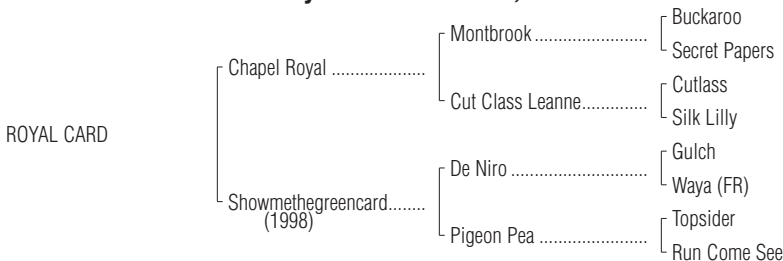 Buckaroo
Montbrook........................
Secret Papers
Chapel Royal ....................
Cutlass
Cut Class Leanne..............
Silk Lilly
ROYAL CARD
Gulch
De Niro .............................
Waya (FR)
Showmethegreencard........
(1998)
Topsider
Pigeon Pea .......................
Run Come See